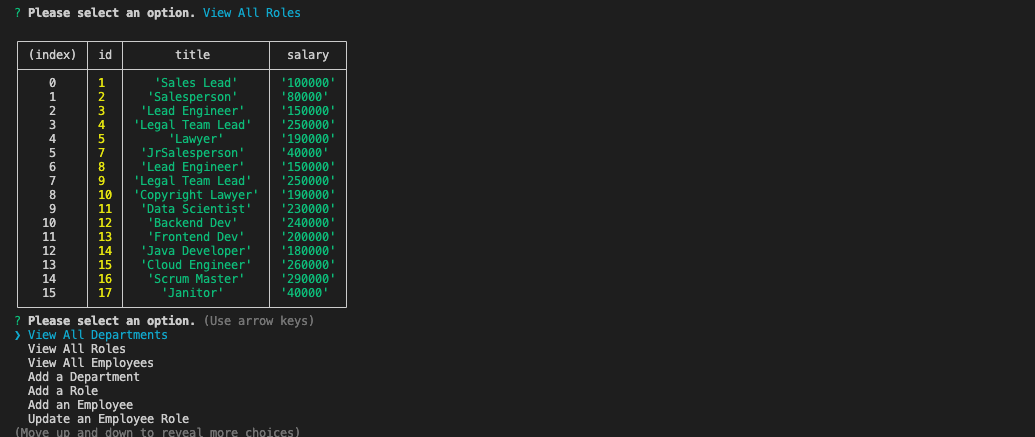 ? Please select an option. View All Roles
(index) id title salary
0 1 'Sales Lead' '100000'
1 2 'Salesperson' '80000'
2 3 'Lead Engineer' '150000'
3 4 'Legal Team Lead' '250000'
4 5 'Lawyer' '190000'
5 7 'JrSalesperson' '40000'
6 8 'Lead Engineer' '150000'
7 9 'Legal Team Lead' '250000'
8 10 'Copyright Lawyer' '190000'
9 11 'Data Scientist' '230000'
10 12 'Backend Dev' '240000'
11 13 'Frontend Dev' '200000'
12 14 'Java Developer' '180000'
13 15 'Cloud Engineer' '260000'
14 16 'Scrum Master' '290000'
15 17 'Janitor' '40000'
? Please select an option. (Use arrow keys)
❯ View All Departments
View All Roles
View All Employees
Add a Department
Add a Role
Add an Employee
Update an Employee Role
(Move up and down to reveal more choices)